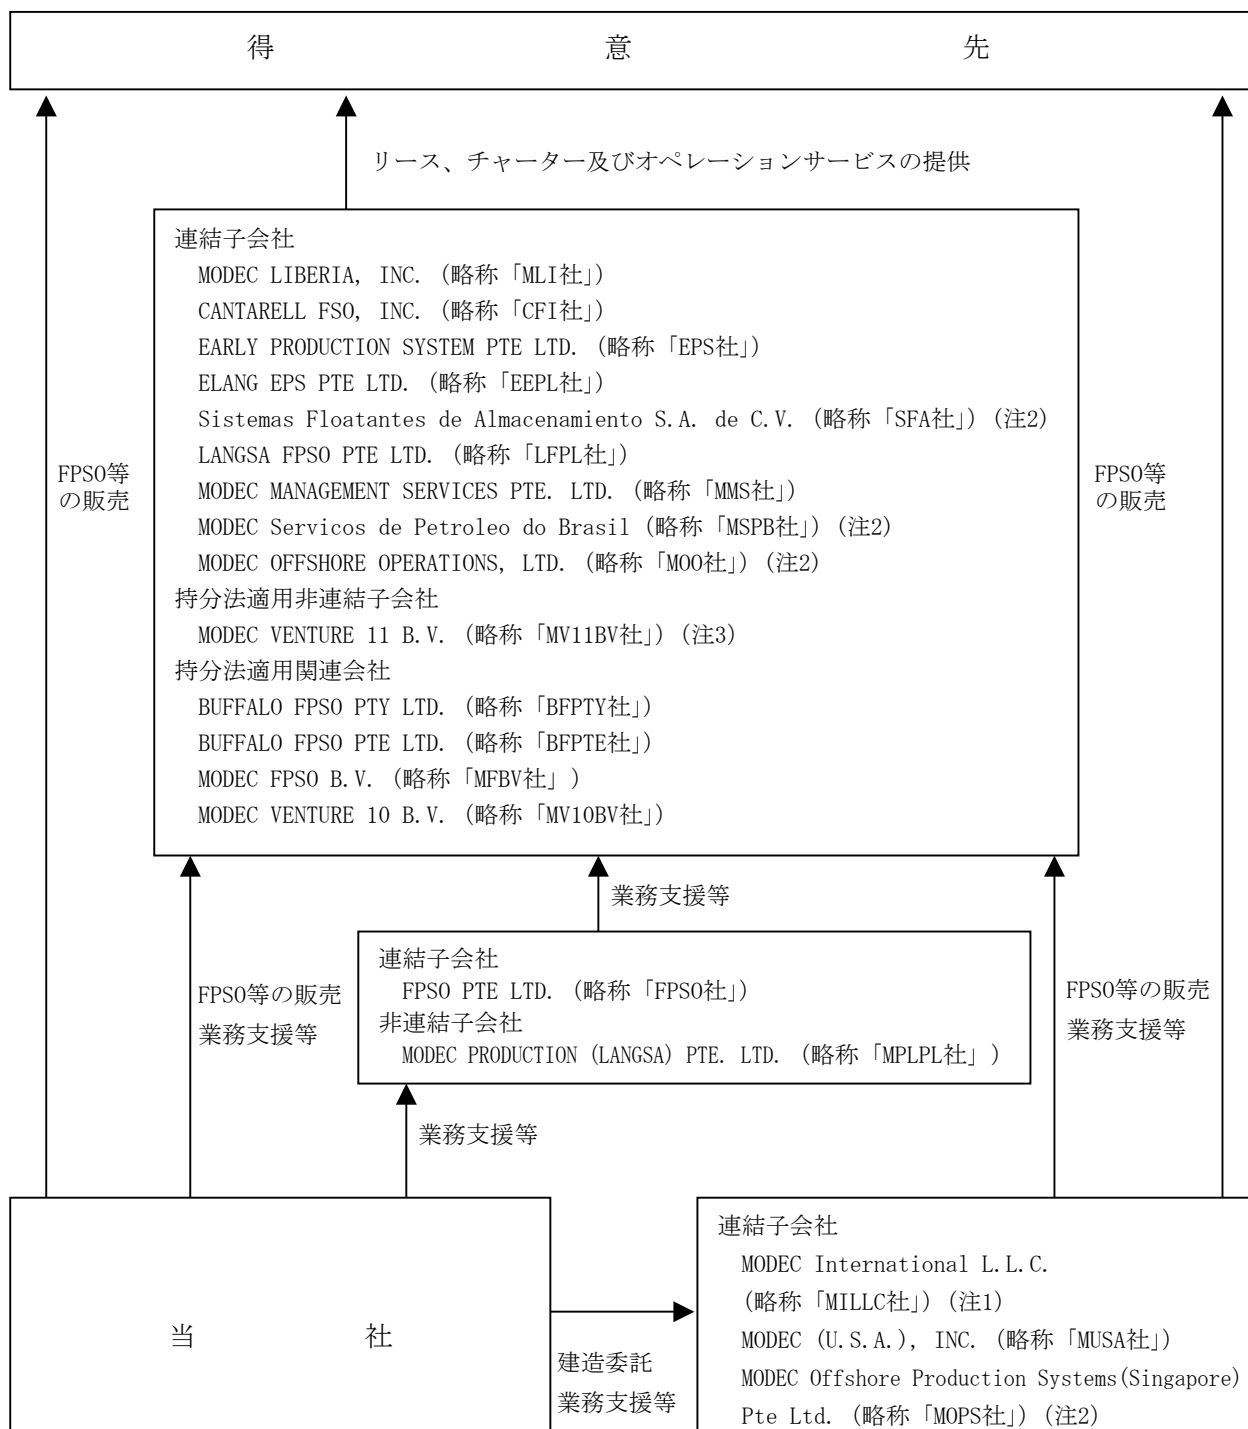 得意先
リース、チャーター及びオペレーションサービスの提供
連結子会社
MODEC LIBERIA, INC. (略称「MLI社」)
CANTARELL FSO, INC. (略称「CFI社」)
EARLY PRODUCTION SYSTEM PTE LTD. (略称「EPS社」)
ELANG EPS PTE LTD. (略称「EEPL社」)
Sistemas Floatantes de Almacenamiento S.A. de C.V. (略称「SFA社」) (注2)
LANGSA FPSO PTE LTD. (略称「LFPL社」)
MODEC MANAGEMENT SERVICES PTE. LTD. (略称「MMS社」)
MODEC Servicos de Petroleo do Brasil (略称「MSPB社」) (注2)
MODEC OFFSHORE OPERATIONS, LTD. (略称「MOO社」) (注2)
持分法適用非連結子会社
MODEC VENTURE 11 B.V. (略称「MV11BV社」) (注3)
持分法適用関連会社
BUFFALO FPSO PTY LTD. (略称「BFPTY社」)
BUFFALO FPSO PTE LTD. (略称「BFPTE社」)
MODEC FPSO B.V. (略称「MFBV社」)
MODEC VENTURE 10 B.V. (略称「MV10BV社」)
FPSO等
の販売
FPSO等
の販売
業務支援等
連結子会社
FPSO PTE LTD. (略称「FPSO社」)
非連結子会社
MODEC PRODUCTION (LANGSA) PTE. LTD. (略称「MPLPL社」)
FPSO等の販売
業務支援等
FPSO等の販売
業務支援等
業務支援等
当社
建造委託
業務支援等
連結子会社
MODEC International L.L.C.
(略称「MILLC社」) (注1)
MODEC (U.S.A.), INC. (略称「MUSA社」)
MODEC Offshore Production Systems(Singapore)
Pte Ltd. (略称「MOPS社」) (注2)